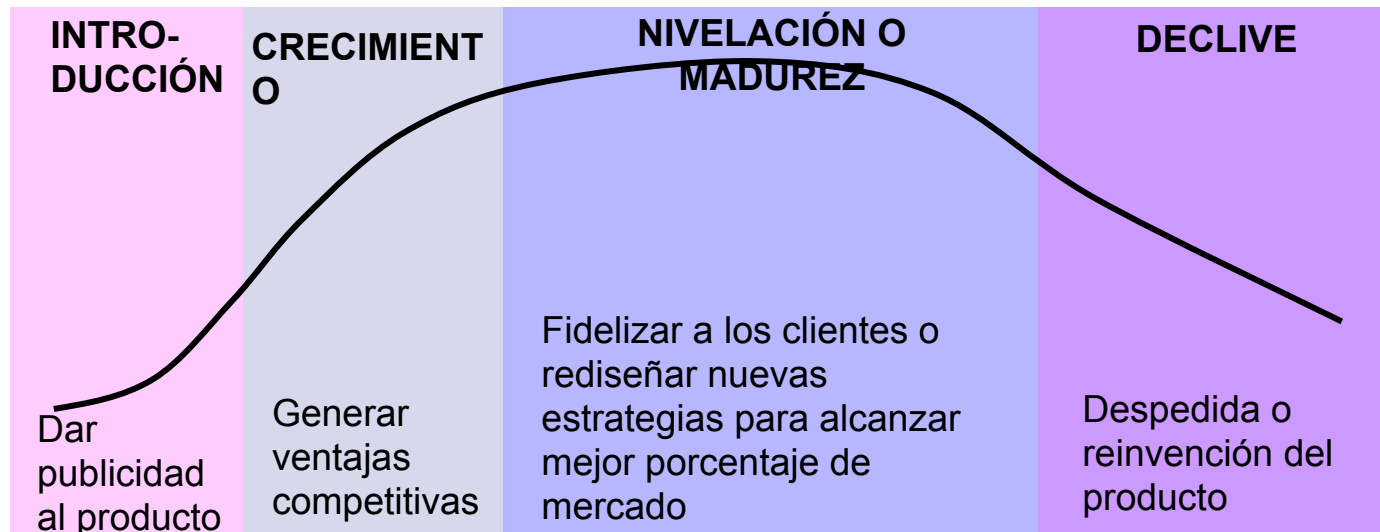 INTRO-
DUCCIÓN
CRECIMIENT
O
NIVELACIÓN O
MADUREZ
DECLIVE
Dar
publicidad
al producto
Generar
ventajas
competitivas
Fidelizar a los clientes o
rediseñar nuevas
estrategias para alcanzar
mejor porcentaje de
mercado
Despedida o
reinvención del
producto